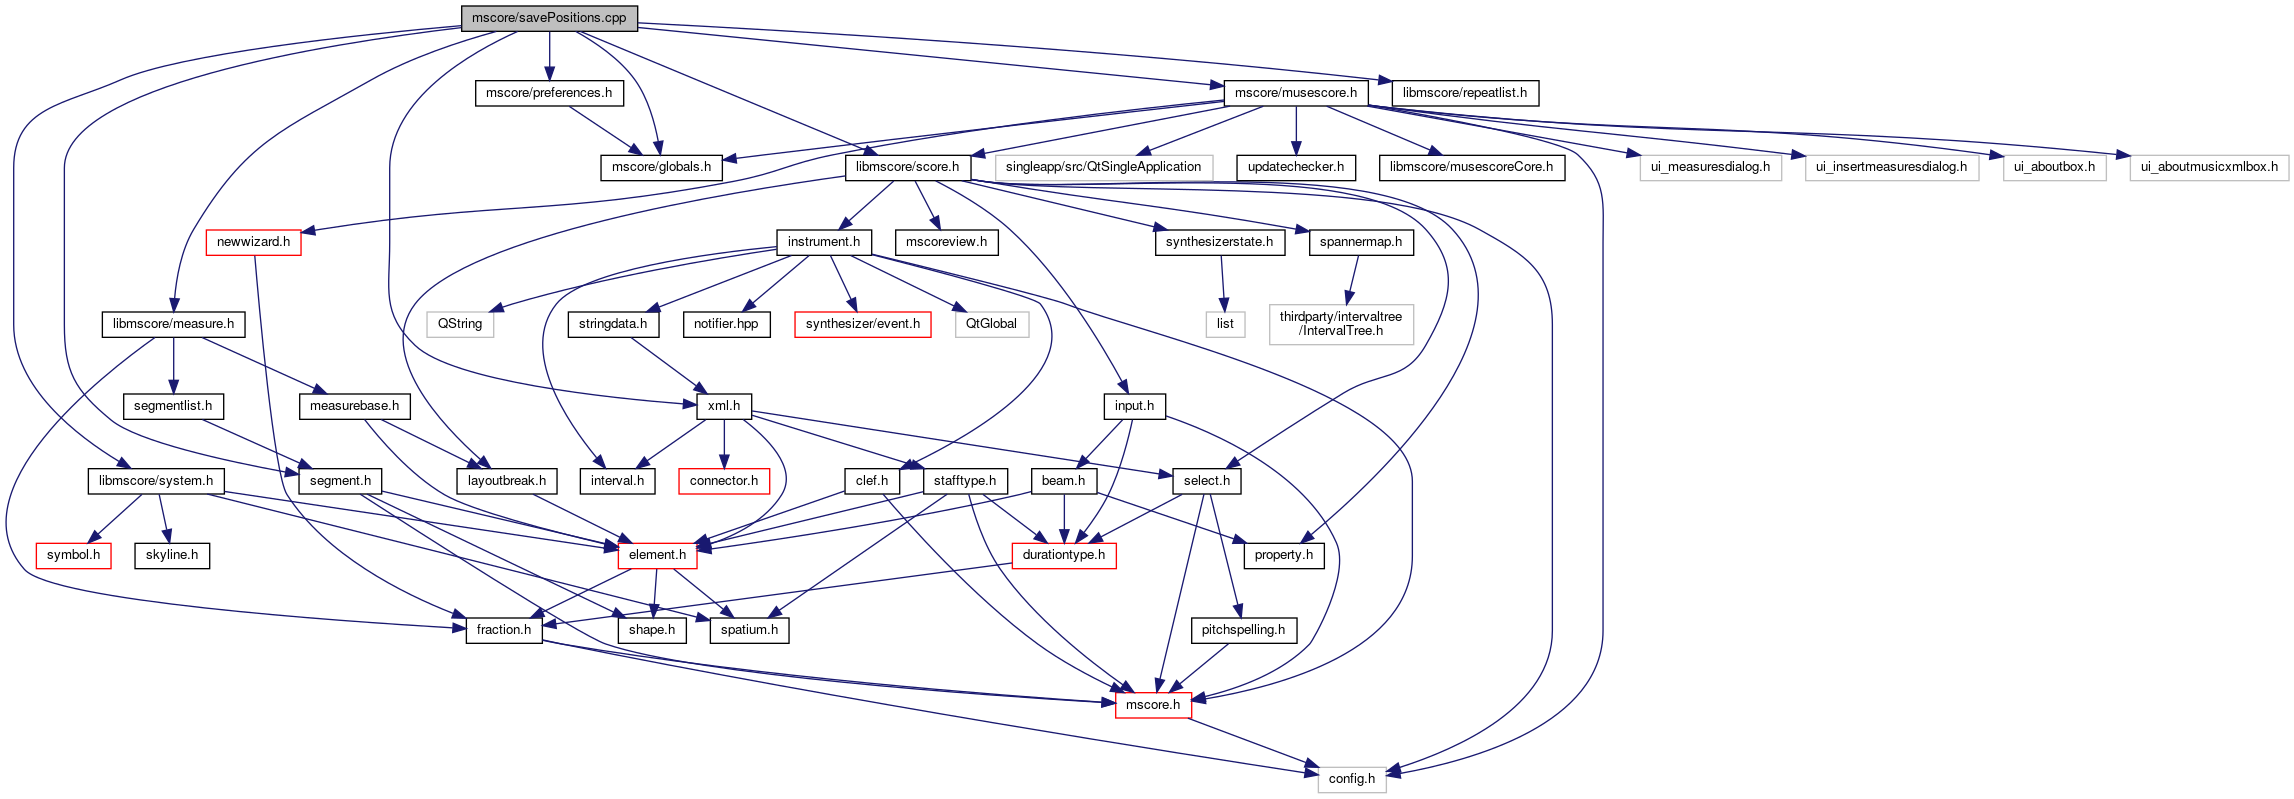 mscore/savePositions.cpp
mscore/preferences.h
mscore/musescore.h
libmscore/repeatlist.h
mscore/globals.h
libmscore/score.h
singleapp/src/QtSingleApplication
updatechecker.h
libmscore/musescoreCore.h
ui_measuresdialog.h
ui_insertmeasuresdialog.h
ui_aboutbox.h
ui_aboutmusicxmlbox.h
newwizard.h
instrument.h
mscoreview.h
synthesizerstate.h
spannermap.h
libmscore/measure.h
QString
stringdata.h
notifier.hpp
synthesizer/event.h
QtGlobal
list
thirdparty/intervaltree
/IntervalTree.h
segmentlist.h
measurebase.h
xml.h
input.h
libmscore/system.h
segment.h
layoutbreak.h
interval.h
connector.h
clef.h
stafftype.h
beam.h
select.h
symbol.h
skyline.h
element.h
durationtype.h
property.h
fraction.h
shape.h
spatium.h
pitchspelling.h
mscore.h
config.h